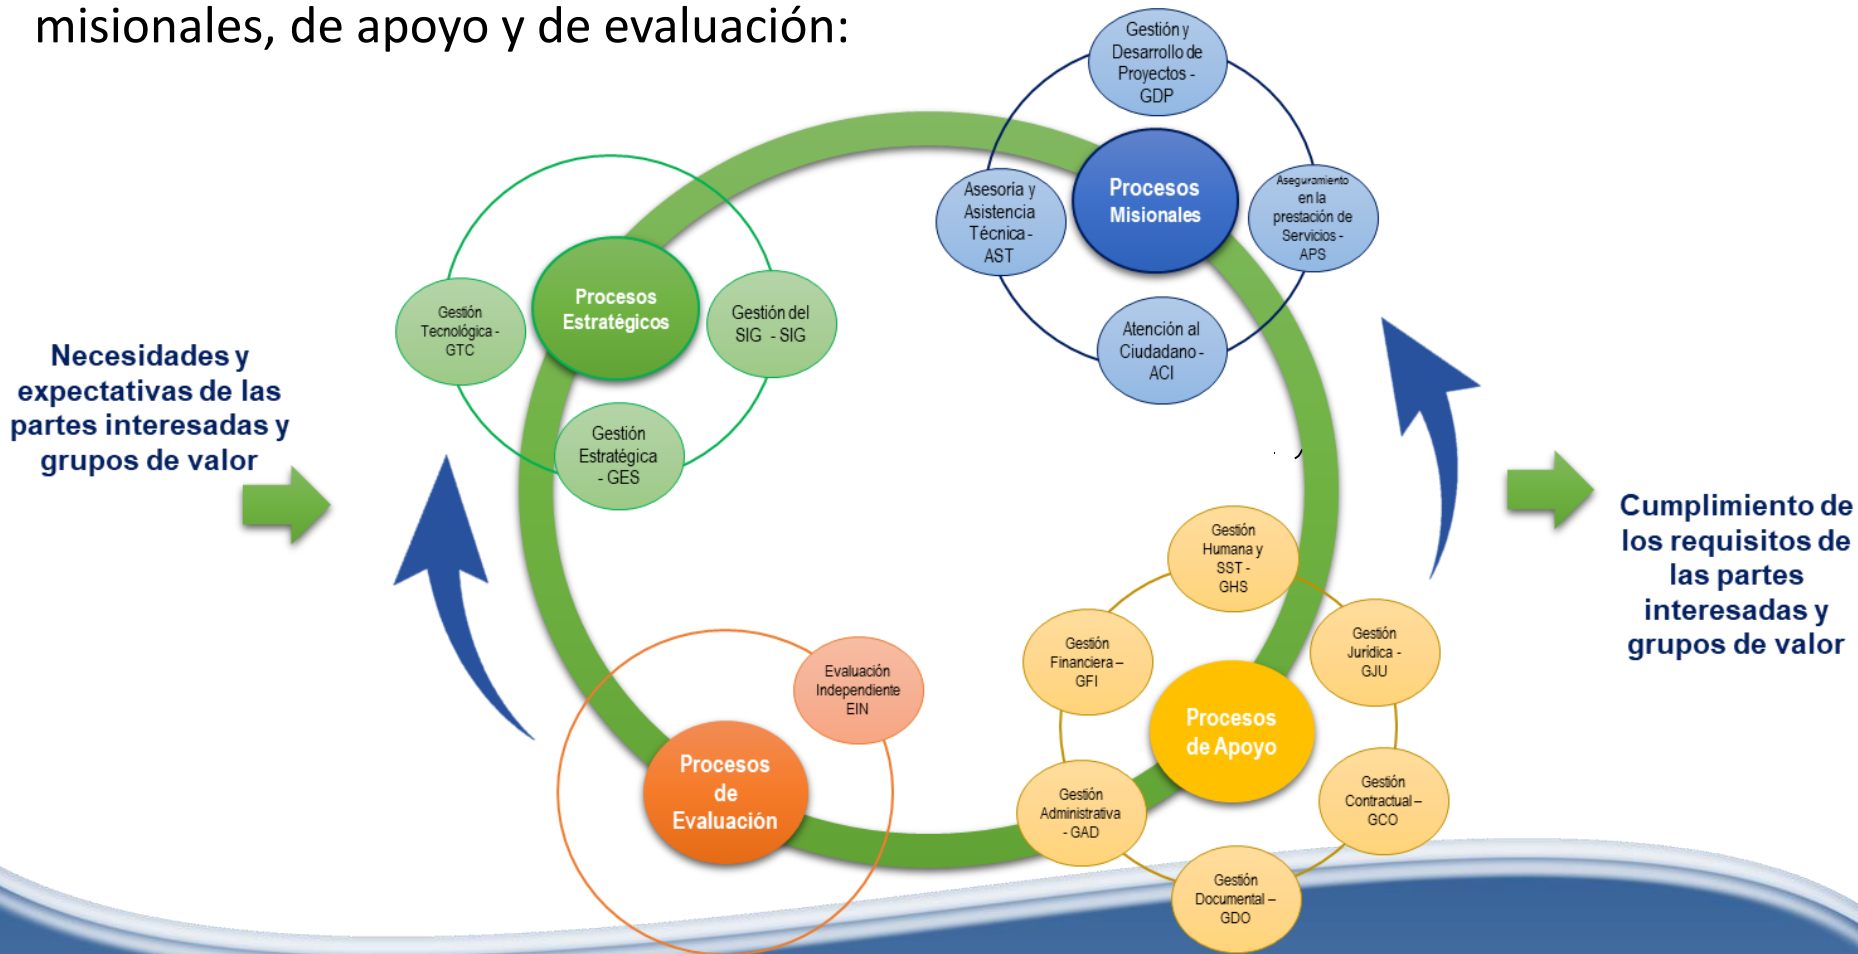 misionales, de apoyo y de evaluación:
Gestión y
Desarrollo de
Proyectos -
GDP
Procesos
Misionales
Asesoría y
Asistencia
Técnica -
AST
Aseguramiento
en la
prestación de
Servicios -
APS
Atención al
Ciudadano -
ACI
Procesos
Estratégicos
Gestión
Tecnológica -
GTC
Gestión del
SIG - SIG
Gestión
Estratégica
- GES
Necesidades y
expectativas de las
partes interesadas y
grupos de valor
Cumplimiento de
los requisitos de
las partes
interesadas y
grupos de valor
Gestión
Humana y
SST -
GHS
Gestión
Financiera –
GFI
Gestión
Jurídica -
GJU
Procesos
de Apoyo
Gestión
Administrativa
- GAD
Gestión
Contractual –
GCO
Gestión
Documental –
GDO
Evaluación
Independiente
EIN
Procesos
de
Evaluación